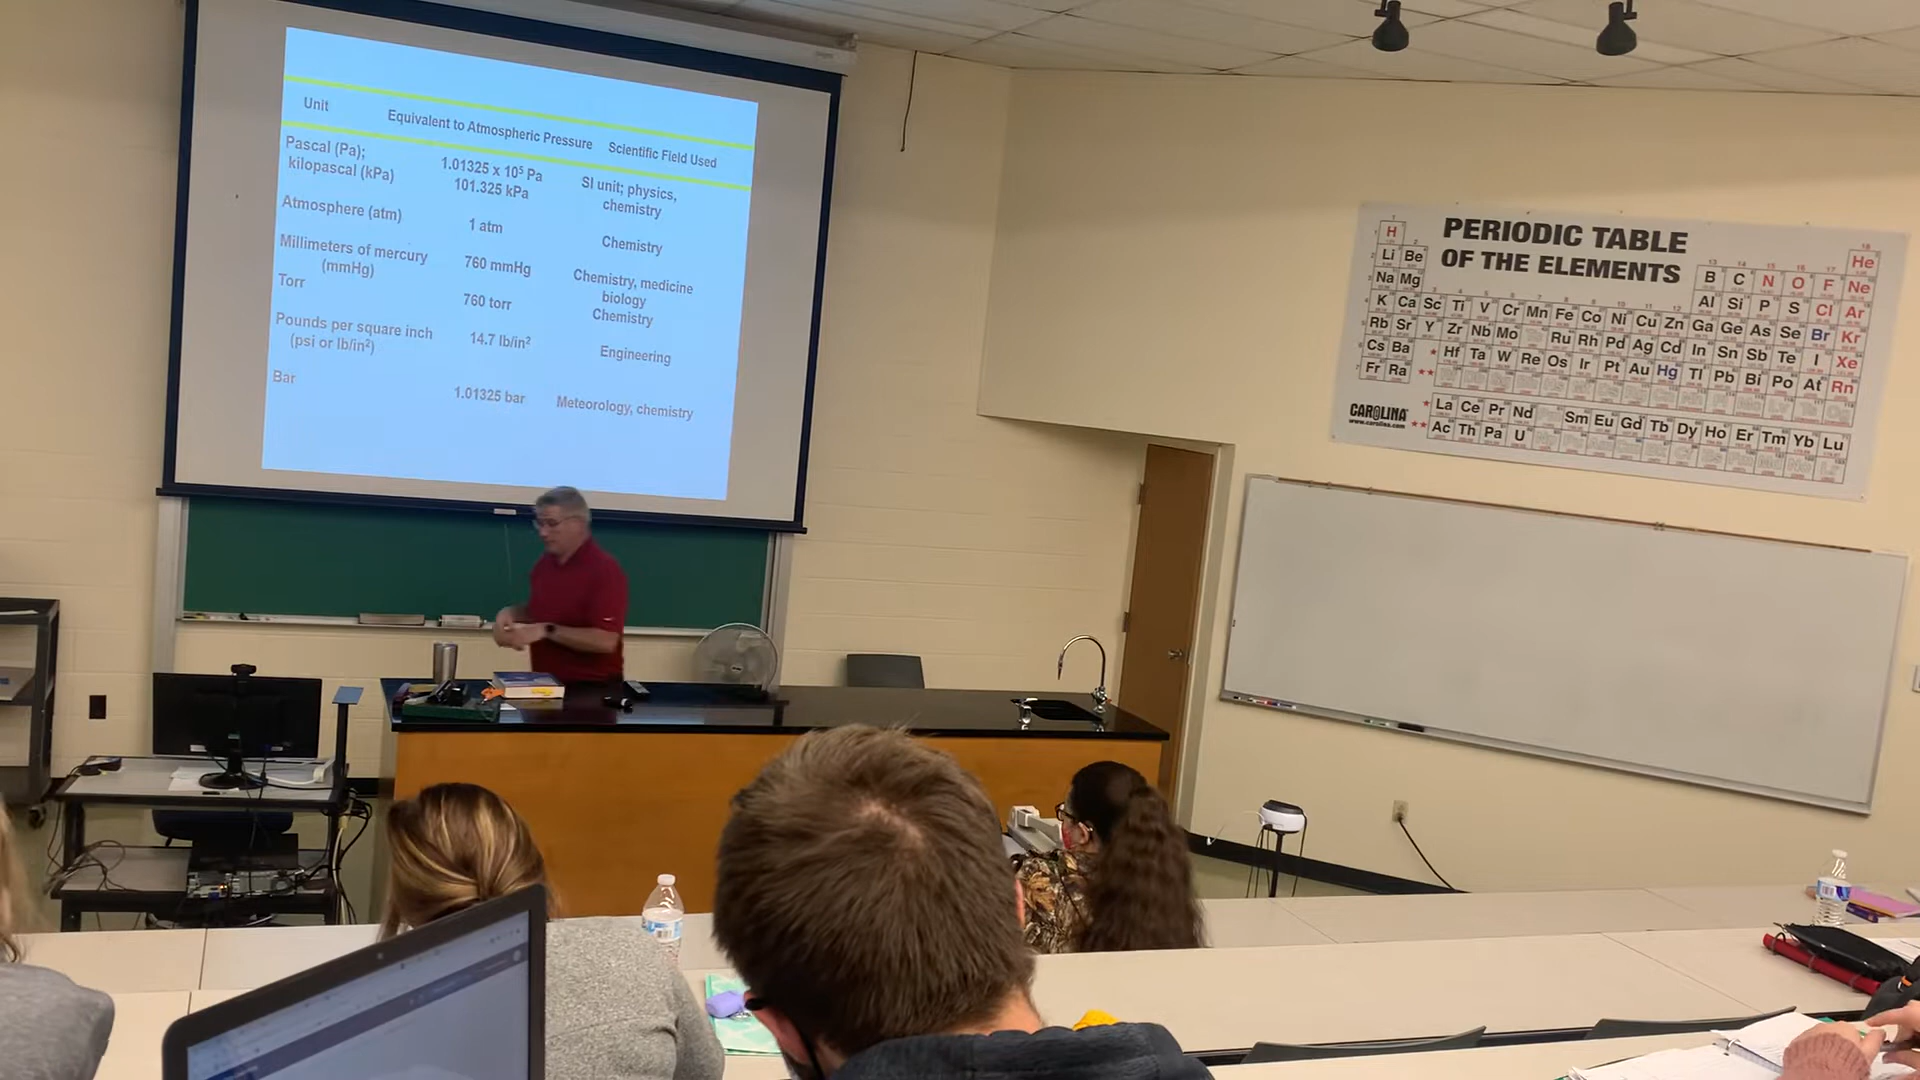 Unit Equivalent to Atmospheric Pressure Scientific Field Used
Pascal (Pa);
kilopascal (kPa)
1.01325 x 10⁵ Pa
101.325 kPa
SI unit; physics,
chemistry
Atmosphere (atm) 1 atm Chemistry
Millimeters of mercury
(mmHg)
760 mmHg
Chemistry, medicine
biology
Torr 760 torr Chemistry
Pounds per square inch
(psi or lb/in²)
14.7 lb/in² Engineering
Bar 1.01325 bar Meteorology, chemistry
PERIODIC TABLE
OF THE ELEMENTS
H He
Li Be B C N O F Ne
Na Mg Al Si P S Cl Ar
K Ca Sc Ti V Cr Mn Fe Co Ni Cu Zn Ga Ge As Se Br Kr
Rb Sr Y Zr Nb Mo Ru Rh Pd Ag Cd In Sn Sb Te I Xe
Cs Ba Hf Ta W Re Os Ir Pt Au Hg Tl Pb Bi Po At Rn
Fr Ra
La Ce Pr Nd Sm Eu Gd Tb Dy Ho Er Tm Yb Lu
Ac Th Pa U
CAROLINA
www.carolina.com